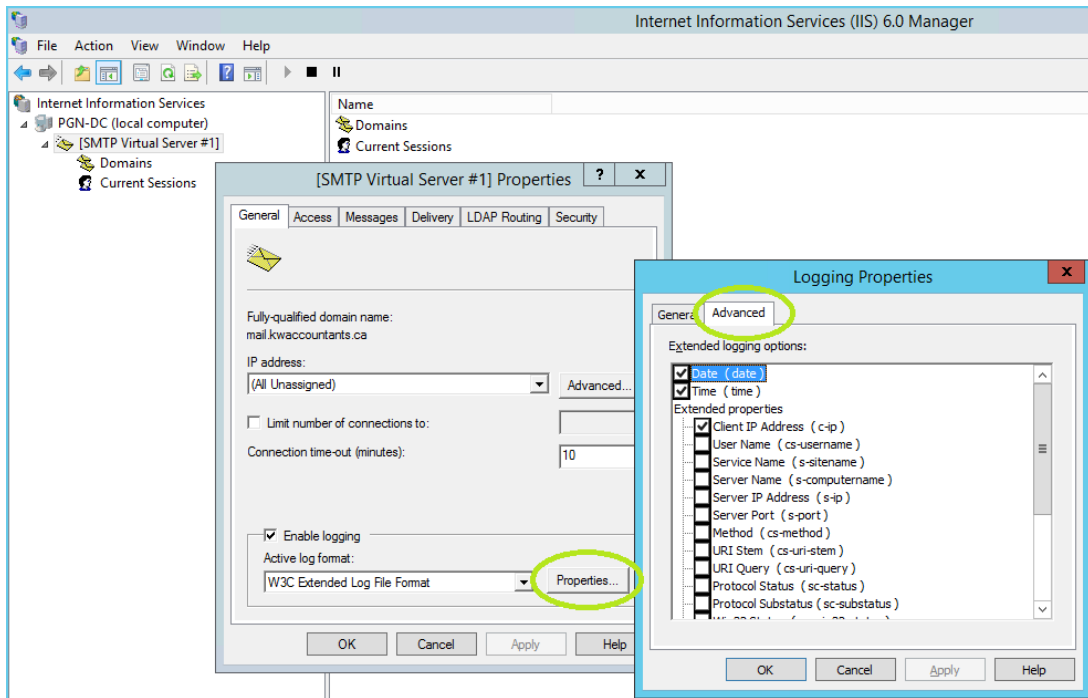 Internet Information Services (IIS) 6.0 Manager
File Action View Window Help
Internet Information Services
PGN-DC (local computer)
[SMTP Virtual Server #1]
Domains
Current Sessions
Name
Domains
Current Sessions
[SMTP Virtual Server #1] Properties ? x
General Access Messages Delivery LDAP Routing Security
Fully-qualified domain name:
mail.kwaccountants.ca
IP address:
(All Unassigned) Advanced...
Limit number of connections to:
Connection time-out (minutes): 10
Enable logging
Active log format:
W3C Extended Log File Format Properties...
OK Cancel Apply Help
Logging Properties x
General Advanced
Extended logging options:
Date ( date )
Time ( time )
Extended properties
Client IP Address ( c-ip )
User Name ( cs-username )
Service Name ( s-sitename )
Server Name ( s-computername )
Server IP Address ( s-ip )
Server Port ( s-port )
Method ( cs-method )
URI Stem ( cs-uri-stem )
URI Query ( cs-uri-query )
Protocol Status ( sc-status )
Protocol Substatus ( sc-substatus )
OK Cancel Apply Help